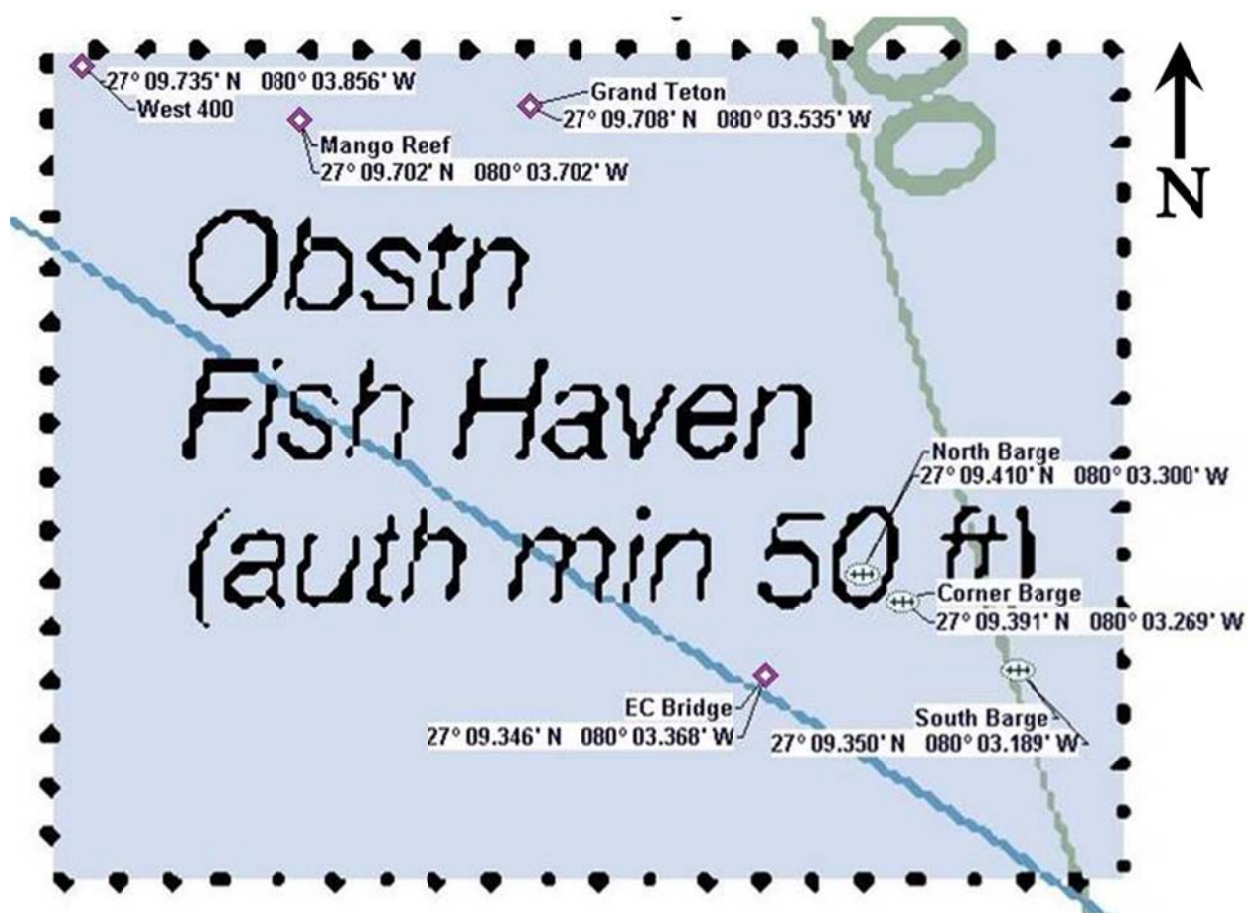 27° 09.735' N 080° 03.856' W
West 400
Grand Teton
27° 09.708' N 080° 03.535' W
Mango Reef
27° 09.702' N 080° 03.702' W
8
N
Obstn
Fish Haven
(auth min 50 ft)
North Barge
27° 09.410' N 080° 03.300' W
Corner Barge
27° 09.391' N 080° 03.269' W
EC Bridge
27° 09.346' N 080° 03.368' W
South Barge
27° 09.350' N 080° 03.189' W